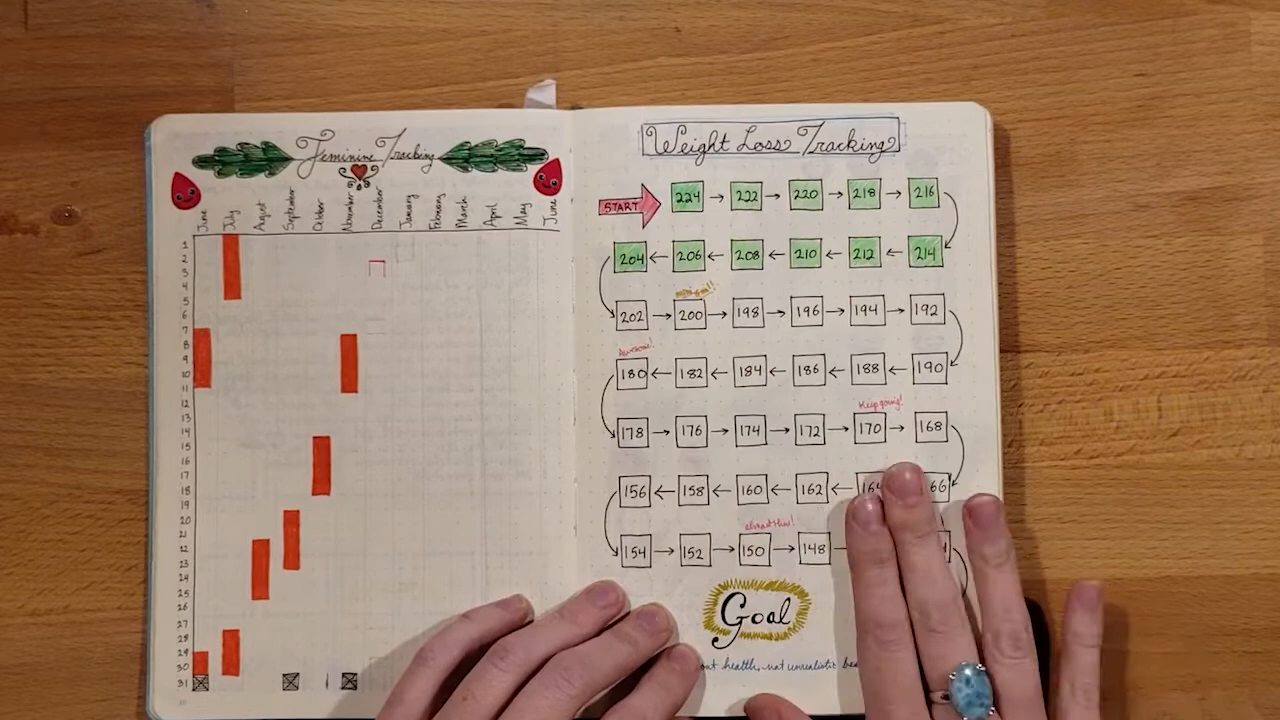 Feminine Tracking
June July August September October November December January February March April May June
1
2
3
4
5
6
7
8
9
10
11
12
13
14
15
16
17
18
19
20
21
22
23
24
25
26
27
28
29
30
31
Weight Loss Tracking
START
224 → 222 → 220 → 218 → 216
204 ← 206 ← 208 ← 210 ← 212 ← 214
mini goal!!
202 → 200 → 198 → 196 → 194 → 192
Awesome!
180 ← 182 ← 184 ← 186 ← 188 ← 190
Keep going!
178 → 176 → 174 → 172 → 170 → 168
156 ← 158 ← 160 ← 162 ← 164
almost there!
154 → 152 → 150 → 148
Goal
health, not unrealistic